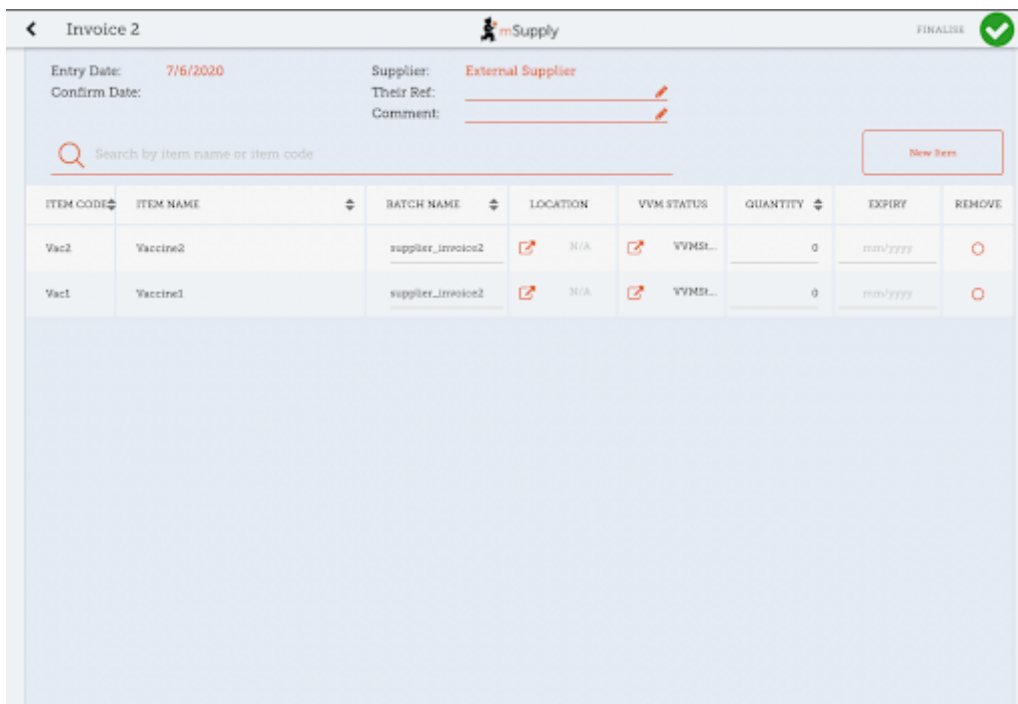 Invoice 2
mSupply
FINALISE
Entry Date: 7/6/2020
Supplier: External Supplier
Confirm Date:
Their Ref:
Comment:
Search by item name or item code
New Item
ITEM CODE ITEM NAME BATCH NAME LOCATION VVM STATUS QUANTITY EXPIRY REMOVE
Vac2 Vaccine2 supplier_invoice2 N/A VVMSt... 0 mm/yyyy
Vac1 Vaccine1 supplier_invoice2 N/A VVMSt... 0 mm/yyyy